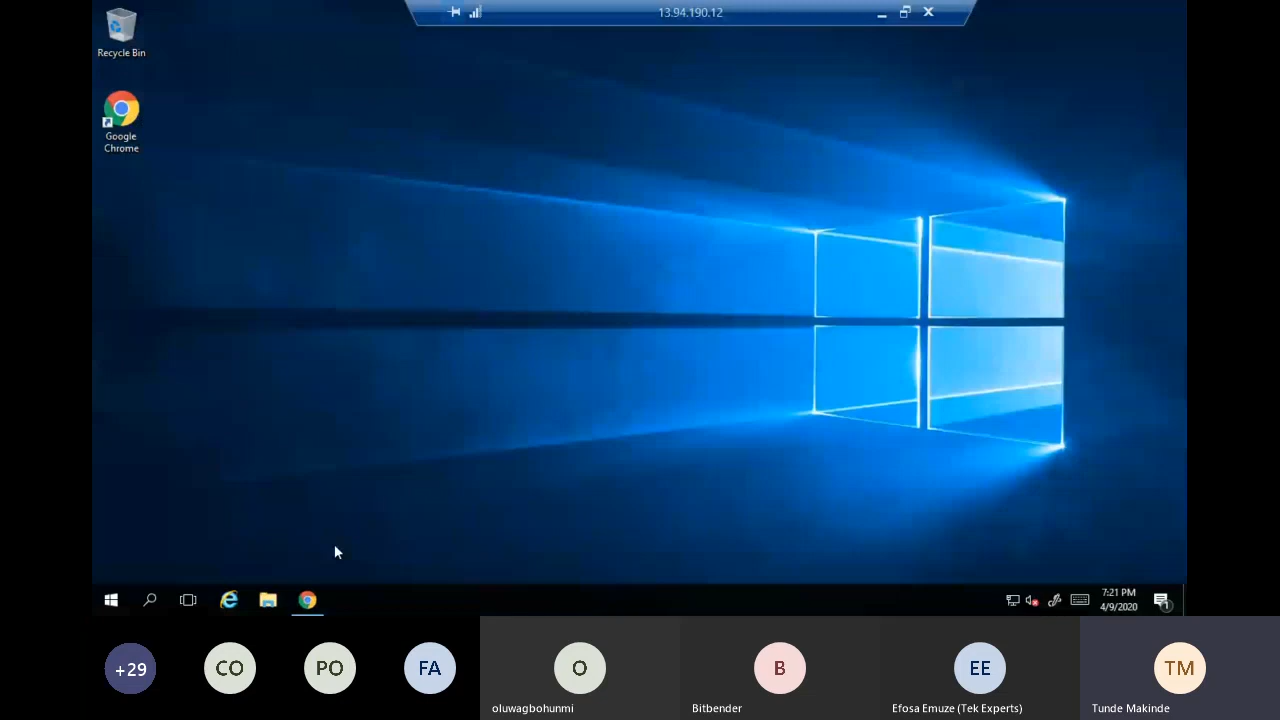 13.94.190.12
Recycle Bin
Google
Chrome
7:21 PM
4/9/2020
1
+29
CO
PO
FA
O
B
EE
TM
oluwagbohunmi
Bitbender
Efosa Emuze (Tek Experts)
Tunde Makinde